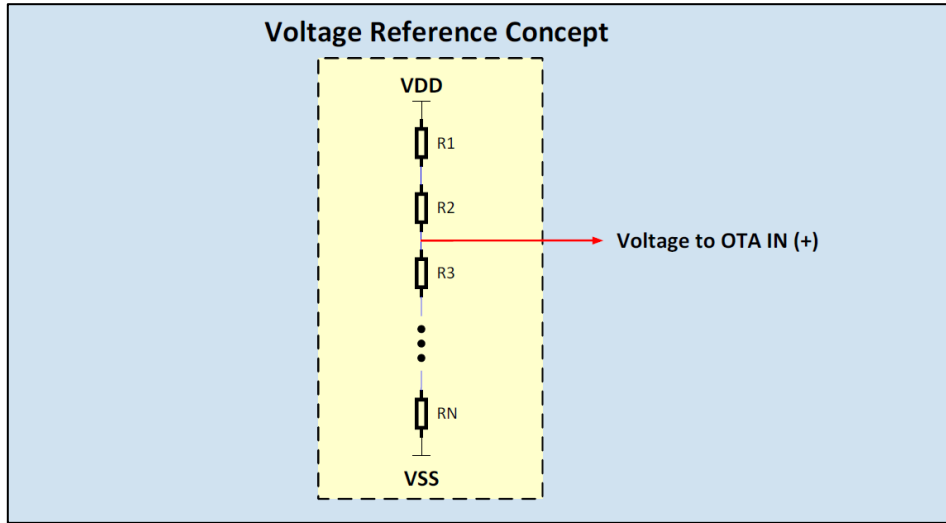 Voltage Reference Concept
VDD
R1
R2
Voltage to OTA IN (+)
R3
RN
VSS